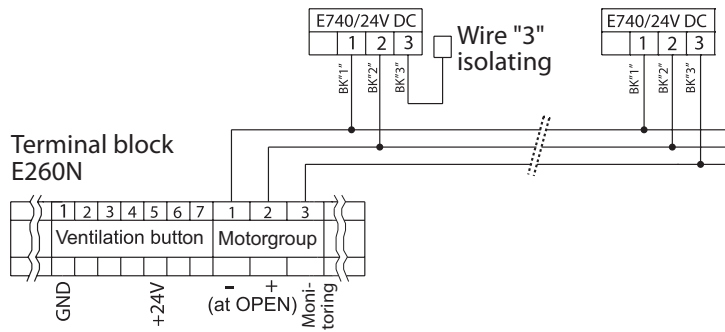 E740/24V DC
1 2 3
BK"1" BK"2" BK"3"
Wire "3"
isolating
E740/24V DC
1 2 3
BK"1" BK"2" BK"3"
Terminal block
E260N
1 2 3 4 5 6 7 1 2 3
Ventilation button Motorgroup
GND +24V - +
(at OPEN)
Moni-
toring